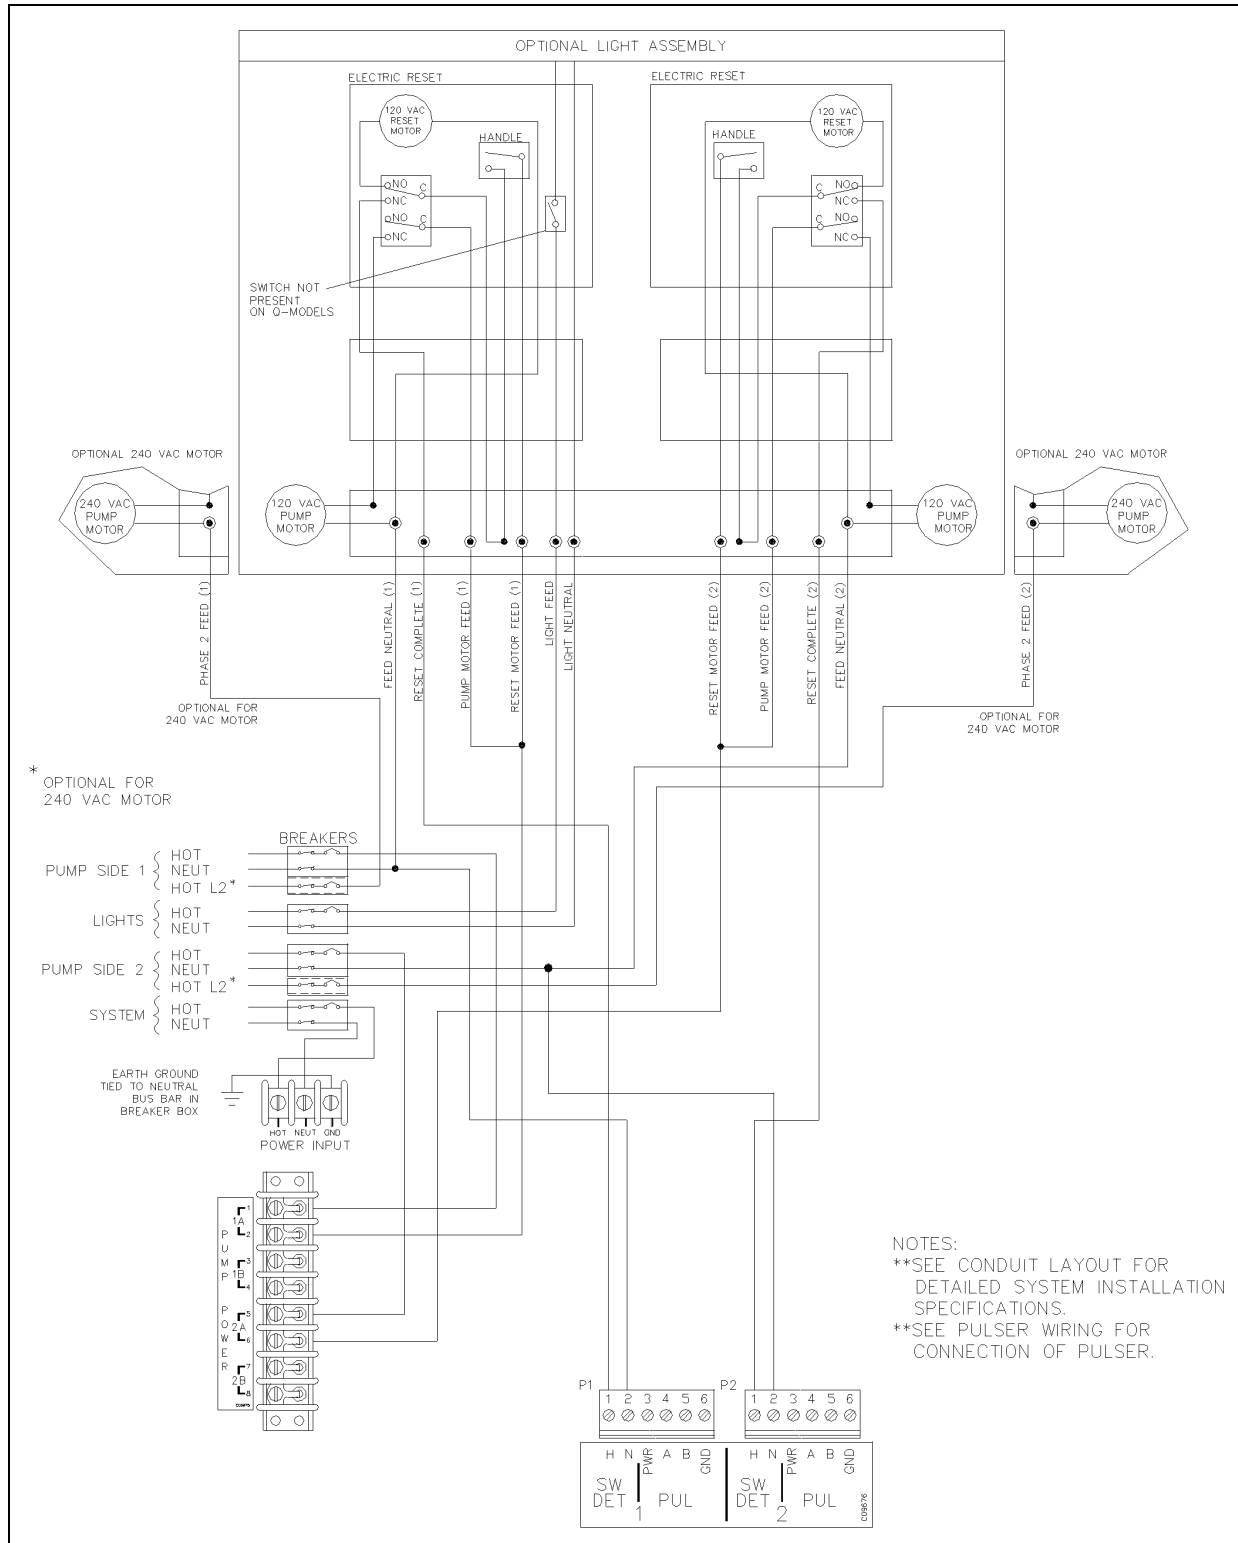 OPTIONAL LIGHT ASSEMBLY
ELECTRIC RESET
ELECTRIC RESET
120 VAC
RESET
MOTOR
HANDLE
NO
C
NC
NO
C
NC
HANDLE
120 VAC
RESET
MOTOR
C
NO
NC
C
NO
NC
SWITCH NOT
PRESENT
ON Q-MODELS
OPTIONAL 240 VAC MOTOR
240 VAC
PUMP
MOTOR
120 VAC
PUMP
MOTOR
120 VAC
PUMP
MOTOR
OPTIONAL 240 VAC MOTOR
240 VAC
PUMP
MOTOR
PHASE 2 FEED (1)
FEED NEUTRAL (1)
RESET COMPLETE (1)
PUMP MOTOR FEED (1)
RESET MOTOR FEED (1)
LIGHT FEED
LIGHT NEUTRAL
RESET MOTOR FEED (2)
PUMP MOTOR FEED (2)
RESET COMPLETE (2)
FEED NEUTRAL (2)
PHASE 2 FEED (2)
OPTIONAL FOR
240 VAC MOTOR
OPTIONAL FOR
240 VAC MOTOR
* OPTIONAL FOR
240 VAC MOTOR
BREAKERS
PUMP SIDE 1
HOT
NEUT
HOT L2*
LIGHTS
HOT
NEUT
PUMP SIDE 2
HOT
NEUT
HOT L2*
SYSTEM
HOT
NEUT
EARTH GROUND
TIED TO NEUTRAL
BUS BAR IN
BREAKER BOX
HOT NEUT GND
POWER INPUT
PUMP POWER
1
1A
2
3
1B
4
5
2A
6
7
2B
8
NOTES:
**SEE CONDUIT LAYOUT FOR
DETAILED SYSTEM INSTALLATION
SPECIFICATIONS.
**SEE PULSER WIRING FOR
CONNECTION OF PULSER.
P1
1 2 3 4 5 6
P2
1 2 3 4 5 6
H N PWR A B GND
SW
DET
1
PUL
H N PWR A B GND
SW
DET
2
PUL
C09676